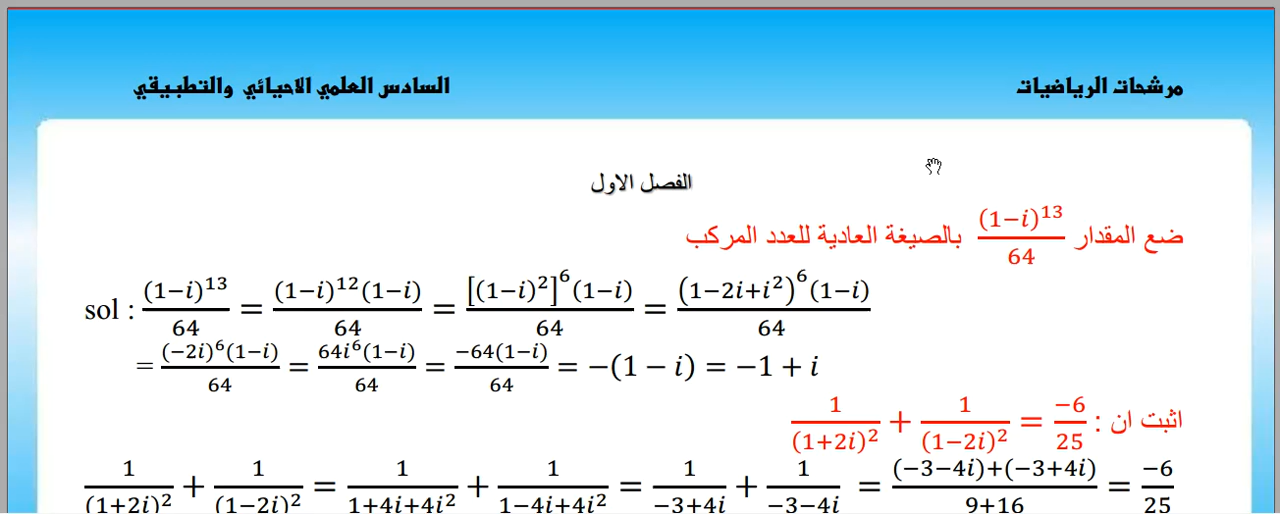 مرشحات الرياضيات السادس العلمي الاحيائي والتطبيقي
الفصل الاول
ضع المقدار (1−i)^13/64 بالصيغة العادية للعدد المركب
sol : (1−i)^13/64 = (1−i)^12(1−i)/64 = [(1−i)^2]^6(1−i)/64 = (1−2i+i^2)^6(1−i)/64
= (−2i)^6(1−i)/64 = 64i^6(1−i)/64 = −64(1−i)/64 = −(1 − i) = −1 + i
اثبت ان : 1/(1+2i)^2 + 1/(1−2i)^2 = −6/25
1/(1+2i)^2 + 1/(1−2i)^2 = 1/(1+4i+4i^2) + 1/(1−4i+4i^2) = 1/(−3+4i) + 1/(−3−4i) = ((−3−4i)+(−3+4i))/(9+16) = −6/25